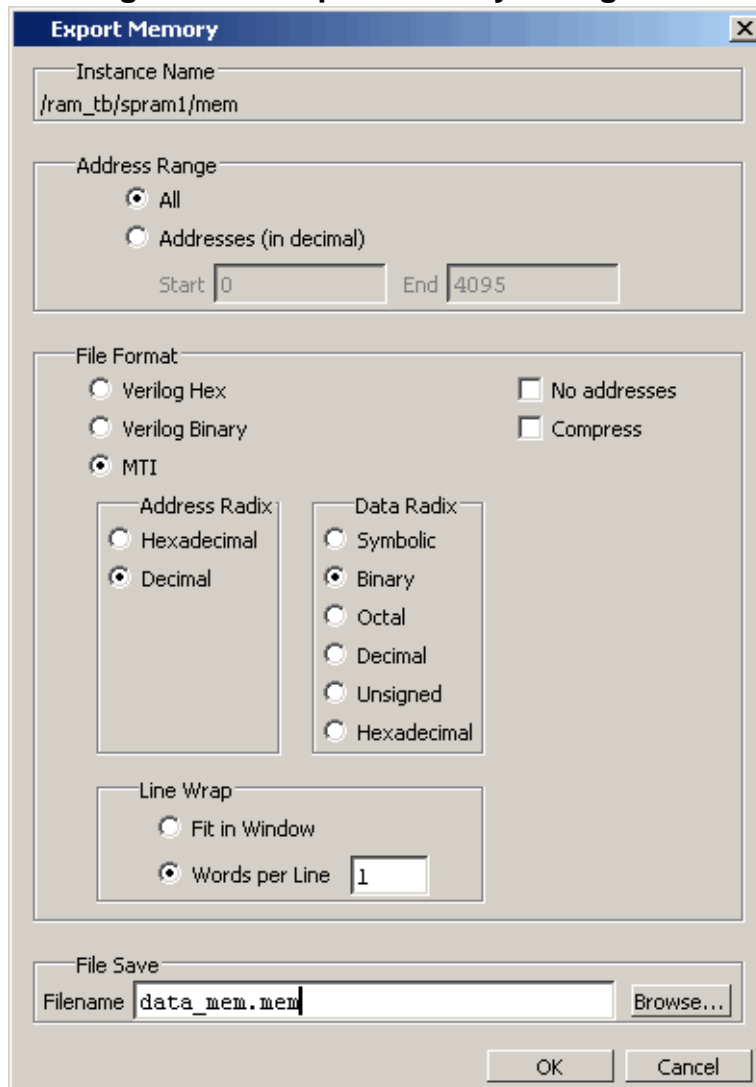 Export Memory
Instance Name
/ram_tb/spram1/mem
Address Range
All
Addresses (in decimal)
Start 0 End 4095
File Format
Verilog Hex No addresses
Verilog Binary Compress
MTI
Address Radix Data Radix
Hexadecimal Symbolic
Decimal Binary
Octal
Decimal
Unsigned
Hexadecimal
Line Wrap
Fit in Window
Words per Line 1
File Save
Filename data_mem.mem Browse...
OK Cancel